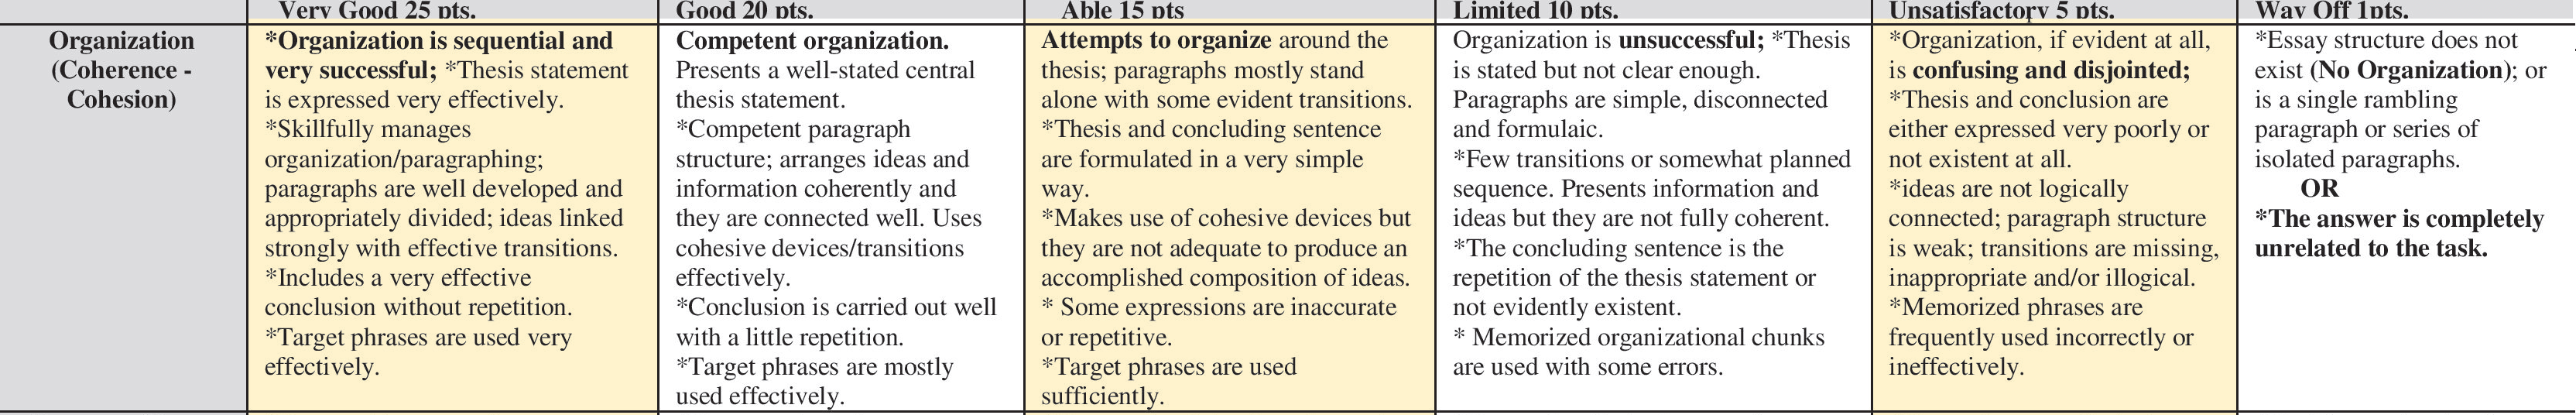 Very Good 25 pts.
Good 20 pts.
Able 15 pts
Limited 10 pts.
Unsatisfactory 5 pts.
Way Off 1pts.
Organization
(Coherence -
Cohesion)
*Organization is sequential and
very successful; *Thesis statement
is expressed very effectively.
*Skillfully manages
organization/paragraphing;
paragraphs are well developed and
appropriately divided; ideas linked
strongly with effective transitions.
*Includes a very effective
conclusion without repetition.
*Target phrases are used very
effectively.
Competent organization.
Presents a well-stated central
thesis statement.
*Competent paragraph
structure; arranges ideas and
information coherently and
they are connected well. Uses
cohesive devices/transitions
effectively.
*Conclusion is carried out well
with a little repetition.
*Target phrases are mostly
used effectively.
Attempts to organize around the
thesis; paragraphs mostly stand
alone with some evident transitions.
*Thesis and concluding sentence
are formulated in a very simple
way.
*Makes use of cohesive devices but
they are not adequate to produce an
accomplished composition of ideas.
* Some expressions are inaccurate
or repetitive.
*Target phrases are used
sufficiently.
Organization is unsuccessful; *Thesis
is stated but not clear enough.
Paragraphs are simple, disconnected
and formulaic.
*Few transitions or somewhat planned
sequence. Presents information and
ideas but they are not fully coherent.
*The concluding sentence is the
repetition of the thesis statement or
not evidently existent.
* Memorized organizational chunks
are used with some errors.
*Organization, if evident at all,
is confusing and disjointed;
*Thesis and conclusion are
either expressed very poorly or
not existent at all.
*ideas are not logically
connected; paragraph structure
is weak; transitions are missing,
inappropriate and/or illogical.
*Memorized phrases are
frequently used incorrectly or
ineffectively.
*Essay structure does not
exist (No Organization); or
is a single rambling
paragraph or series of
isolated paragraphs.
OR
*The answer is completely
unrelated to the task.